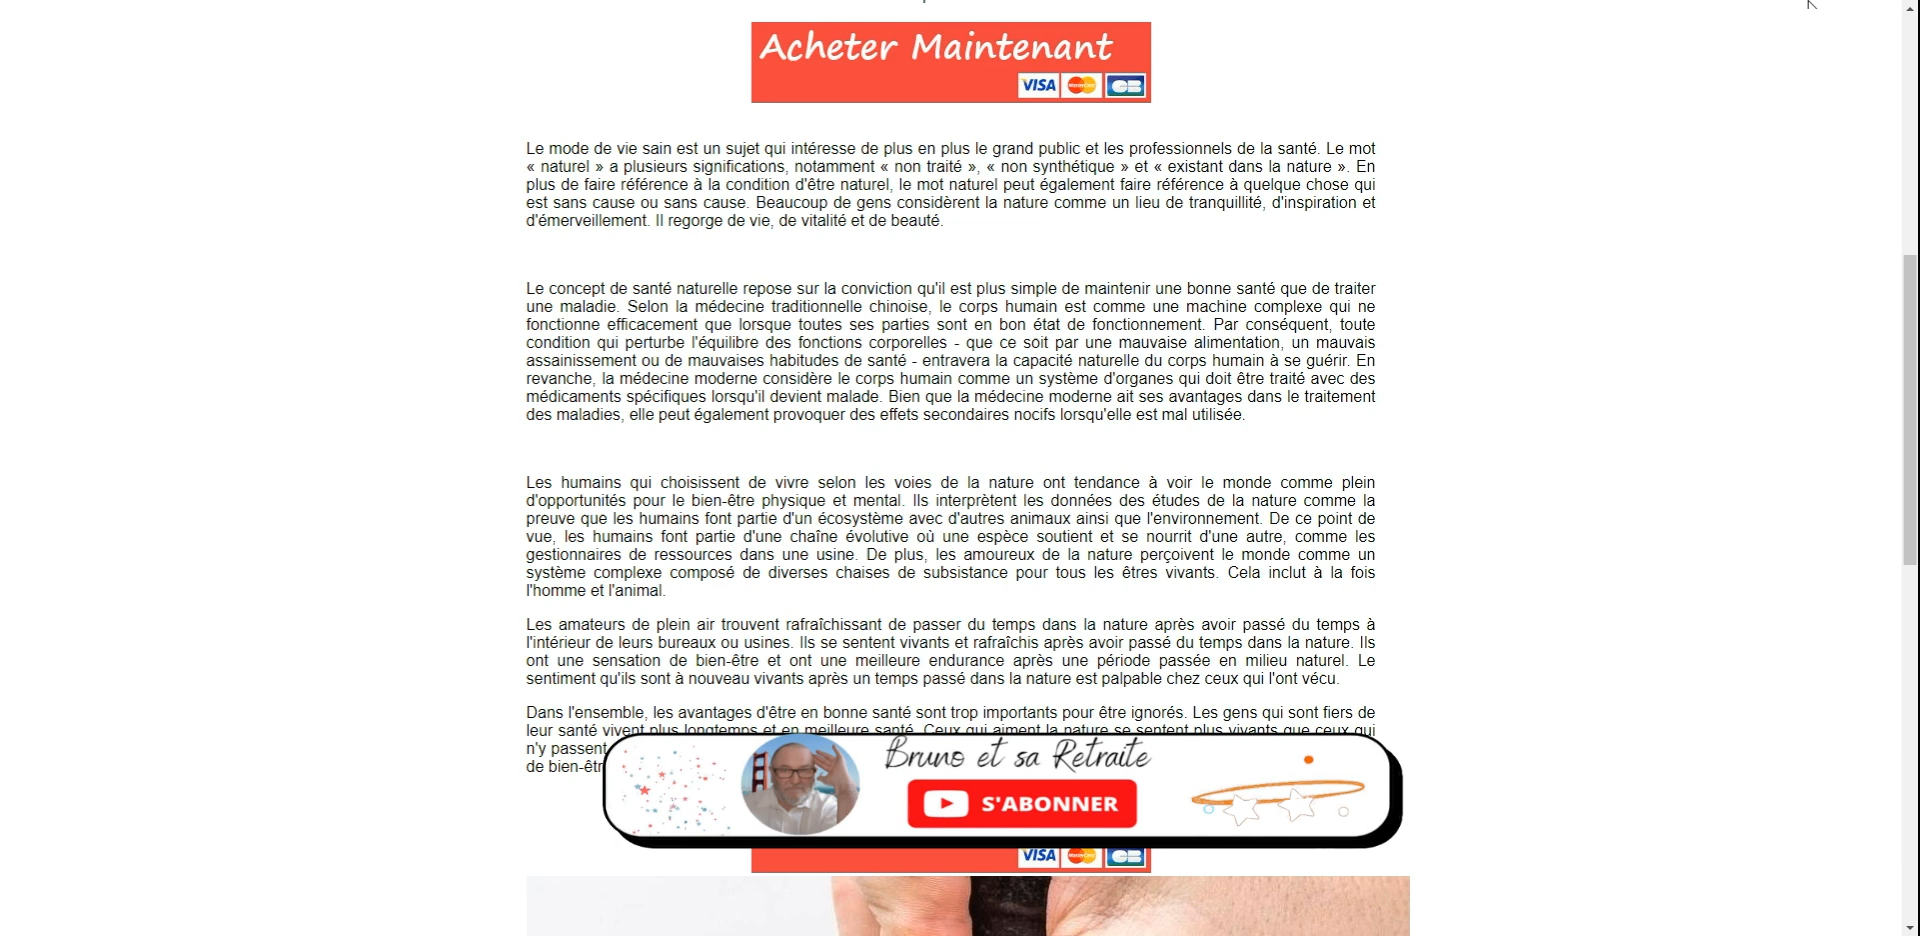 Acheter Maintenant
VISA MasterCard CB
Le mode de vie sain est un sujet qui intéresse de plus en plus le grand public et les professionnels de la santé. Le mot
« naturel » a plusieurs significations, notamment « non traité », « non synthétique » et « existant dans la nature ». En
plus de faire référence à la condition d'être naturel, le mot naturel peut également faire référence à quelque chose qui
est sans cause ou sans cause. Beaucoup de gens considèrent la nature comme un lieu de tranquillité, d'inspiration et
d'émerveillement. Il regorge de vie, de vitalité et de beauté.
Le concept de santé naturelle repose sur la conviction qu'il est plus simple de maintenir une bonne santé que de traiter
une maladie. Selon la médecine traditionnelle chinoise, le corps humain est comme une machine complexe qui ne
fonctionne efficacement que lorsque toutes ses parties sont en bon état de fonctionnement. Par conséquent, toute
condition qui perturbe l'équilibre des fonctions corporelles - que ce soit par une mauvaise alimentation, un mauvais
assainissement ou de mauvaises habitudes de santé - entravera la capacité naturelle du corps humain à se guérir. En
revanche, la médecine moderne considère le corps humain comme un système d'organes qui doit être traité avec des
médicaments spécifiques lorsqu'il devient malade. Bien que la médecine moderne ait ses avantages dans le traitement
des maladies, elle peut également provoquer des effets secondaires nocifs lorsqu'elle est mal utilisée.
Les humains qui choisissent de vivre selon les voies de la nature ont tendance à voir le monde comme plein
d'opportunités pour le bien-être physique et mental. Ils interprètent les données des études de la nature comme la
preuve que les humains font partie d'un écosystème avec d'autres animaux ainsi que l'environnement. De ce point de
vue, les humains font partie d'une chaîne évolutive où une espèce soutient et se nourrit d'une autre, comme les
gestionnaires de ressources dans une usine. De plus, les amoureux de la nature perçoivent le monde comme un
système complexe composé de diverses chaises de subsistance pour tous les êtres vivants. Cela inclut à la fois
l'homme et l'animal.
Les amateurs de plein air trouvent rafraîchissant de passer du temps dans la nature après avoir passé du temps à
l'intérieur de leurs bureaux ou usines. Ils se sentent vivants et rafraîchis après avoir passé du temps dans la nature. Ils
ont une sensation de bien-être et ont une meilleure endurance après une période passée en milieu naturel. Le
sentiment qu'ils sont à nouveau vivants après un temps passé dans la nature est palpable chez ceux qui l'ont vécu.
Dans l'ensemble, les avantages d'être en bonne santé sont trop importants pour être ignorés. Les gens qui sont fiers de
leur santé vivent plus longtemps et en meilleure santé. Ceux qui aiment la nature se sentent plus vivants que ceux qui
n'y passent
de bien-êtr
Bruno et sa Retraite
S'ABONNER
VISA MasterCard CB